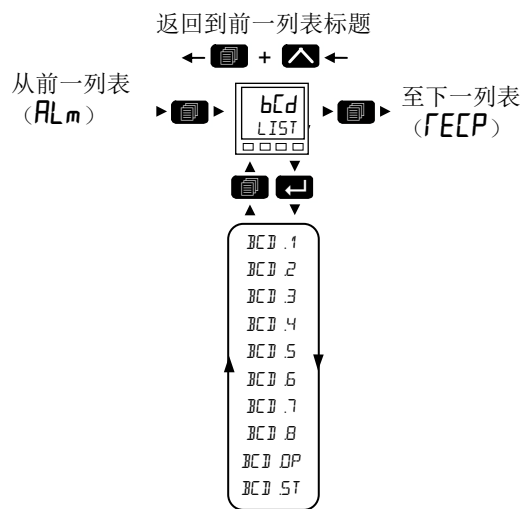 返回到前一列表标题
+
从前一列表
（ALm）
bCd
LIST
至下一列表
（rECP）
BCD .1
BCD .2
BCD .3
BCD .4
BCD .5
BCD .6
BCD .7
BCD .8
BCD .OP
BCD .ST